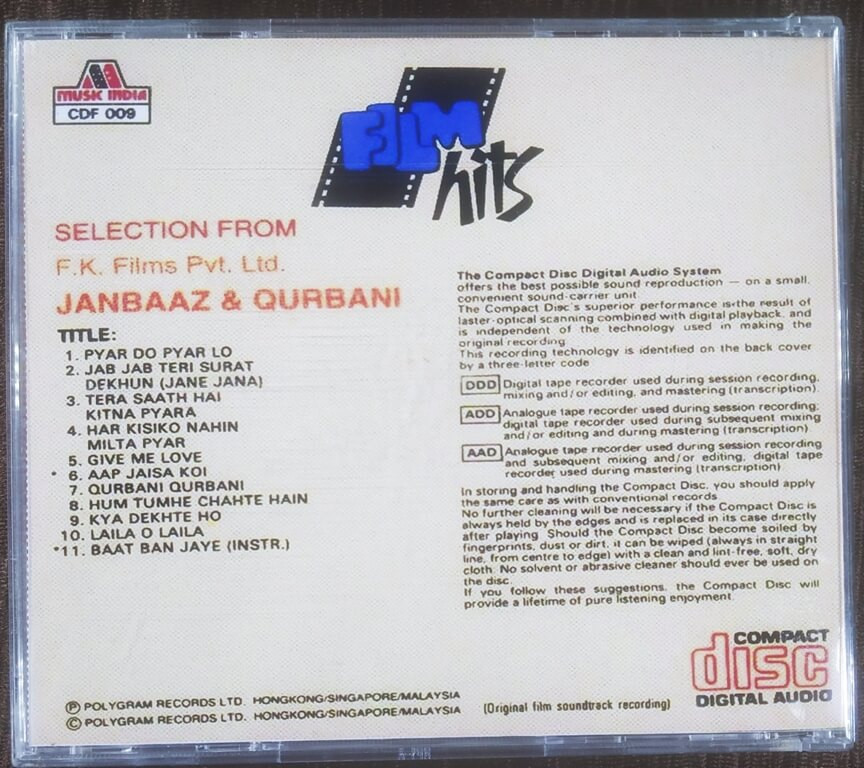 MUSIC INDIA
CDF 009
FILM
hits
SELECTION FROM
F.K. Films Pvt. Ltd.
JANBAAZ & QURBANI
TITLE:
1. PYAR DO PYAR LO
2. JAB JAB TERI SURAT
DEKHUN (JANE JANA)
3. TERA SAATH HAI
KITNA PYARA
4. HAR KISIKO NAHIN
MILTA PYAR
5. GIVE ME LOVE
• 6. AAP JAISA KOI
7. QURBANI QURBANI
8. HUM TUMHE CHAHTE HAIN
9. KYA DEKHTE HO
10. LAILA O LAILA
*11. BAAT BAN JAYE (INSTR.)
The Compact Disc Digital Audio System
offers the best possible sound reproduction — on a small,
convenient sound-carrier unit.
The Compact Disc's superior performance is the result of
laster-optical scanning combined with digital playback, and
is independent of the technology used in making the
original recording.
This recording technology is identified on the back cover
by a three-letter code
DDD Digital tape recorder used during session recording,
mixing and/or editing, and mastering (transcription).
ADD Analogue tape recorder used during session recording;
digital tape recorder used during subsequent mixing
and/or editing and during mastering (transcription)
AAD Analogue tape recorder used during session recording
and subsequent mixing and/or editing, digital tape
recorder used during mastering (transcription)
In storing and handling the Compact Disc, you should apply
the same care as with conventional records
No further cleaning will be necessary if the Compact Disc is
always held by the edges and is replaced in its case directly
after playing. Should the Compact Disc become soiled by
fingerprints, dust or dirt, it can be wiped (always in straight
line, from centre to edge) with a clean and lint-free, soft, dry
cloth. No solvent or abrasive cleaner should ever be used on
the disc.
If you follow these suggestions, the Compact Disc will
provide a lifetime of pure listening enjoyment.
COMPACT
disc
DIGITAL AUDIO
Ⓟ POLYGRAM RECORDS LTD. HONGKONG/SINGAPORE/MALAYSIA
© POLYGRAM RECORDS LTD. HONGKONG/SINGAPORE/MALAYSIA
(Original film soundtrack recording)